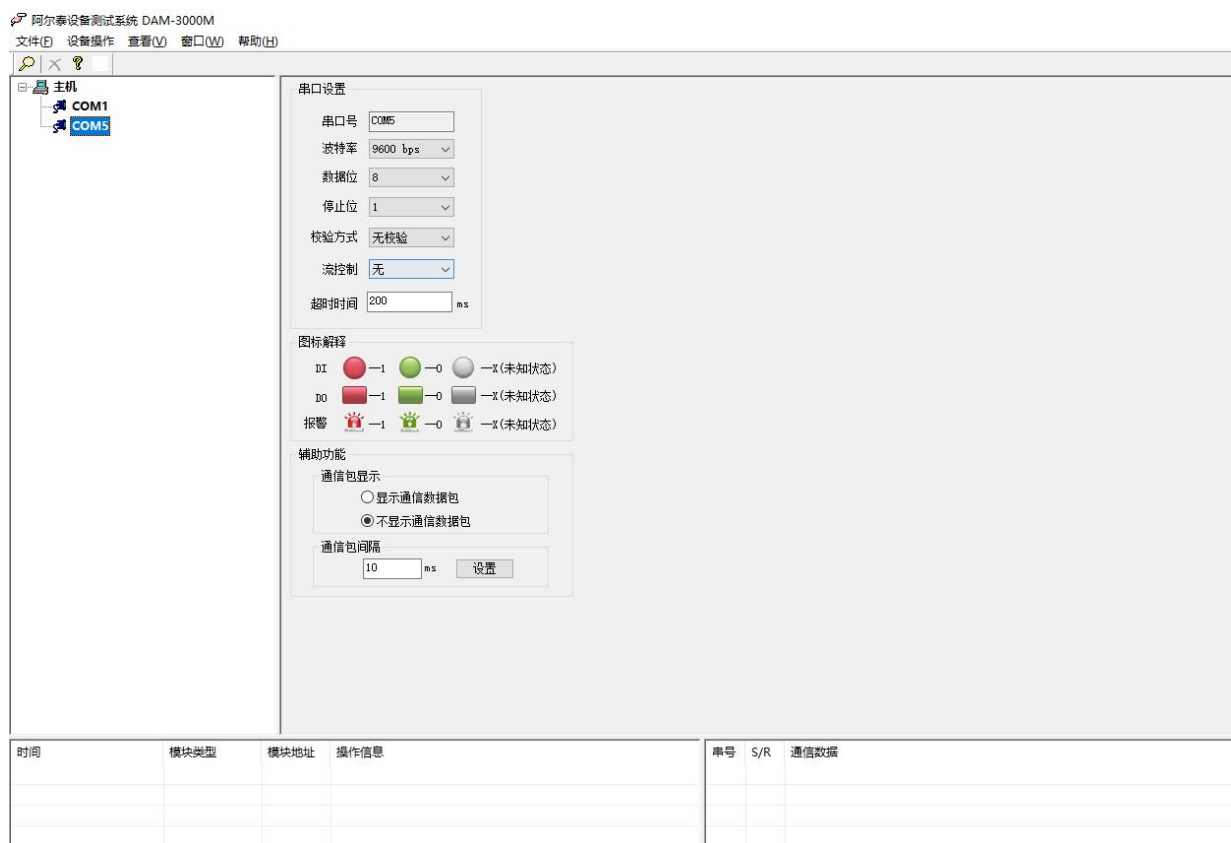 阿尔泰设备测试系统 DAM-3000M
文件(F) 设备操作 查看(V) 窗口(W) 帮助(H)
主机
COM1
COM5
串口设置
串口号 COM5
波特率 9600 bps
数据位 8
停止位 1
校验方式 无校验
流控制 无
超时时间 200 ms
图标解释
DI —1 —0 —X(未知状态)
DO —1 —0 —X(未知状态)
报警 —1 —0 —X(未知状态)
辅助功能
通信包显示
显示通信数据包
不显示通信数据包
通信包间隔
10 ms 设置
时间 模块类型 模块地址 操作信息 串号 S/R 通信数据